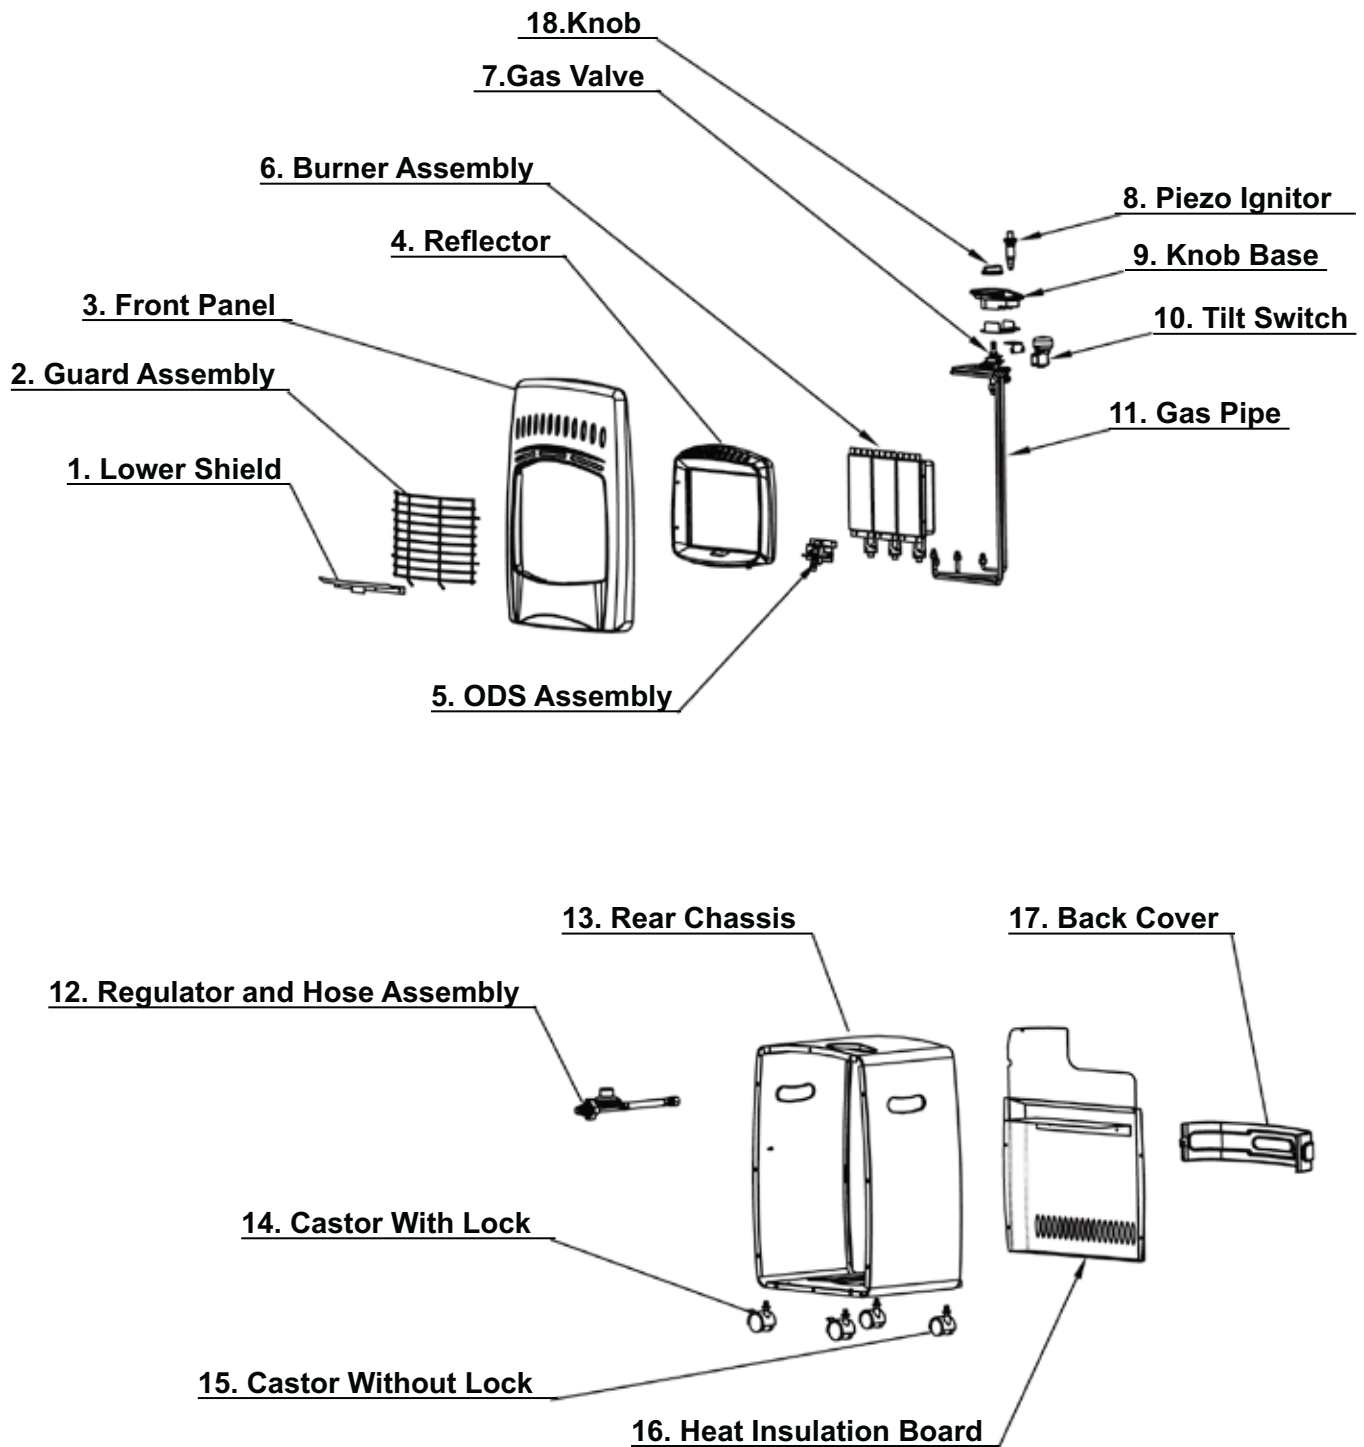 18.Knob
7.Gas Valve
6. Burner Assembly
8. Piezo Ignitor
4. Reflector
9. Knob Base
3. Front Panel
10. Tilt Switch
2. Guard Assembly
11. Gas Pipe
1. Lower Shield
5. ODS Assembly
13. Rear Chassis
17. Back Cover
12. Regulator and Hose Assembly
14. Castor With Lock
15. Castor Without Lock
16. Heat Insulation Board